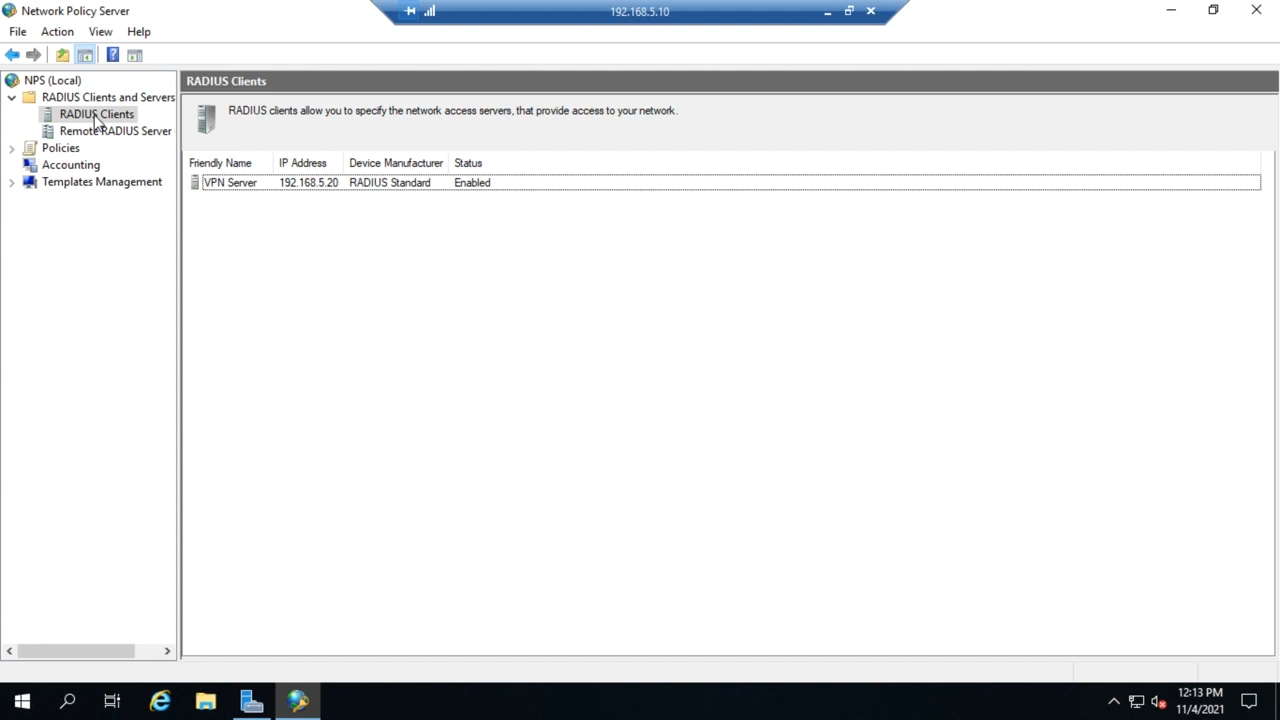 Network Policy Server
192.168.5.10
File Action View Help
NPS (Local)
RADIUS Clients and Servers
RADIUS Clients
Remote RADIUS Server
Policies
Accounting
Templates Management
RADIUS Clients
RADIUS clients allow you to specify the network access servers, that provide access to your network.
Friendly Name IP Address Device Manufacturer Status
VPN Server 192.168.5.20 RADIUS Standard Enabled
12:13 PM
11/4/2021